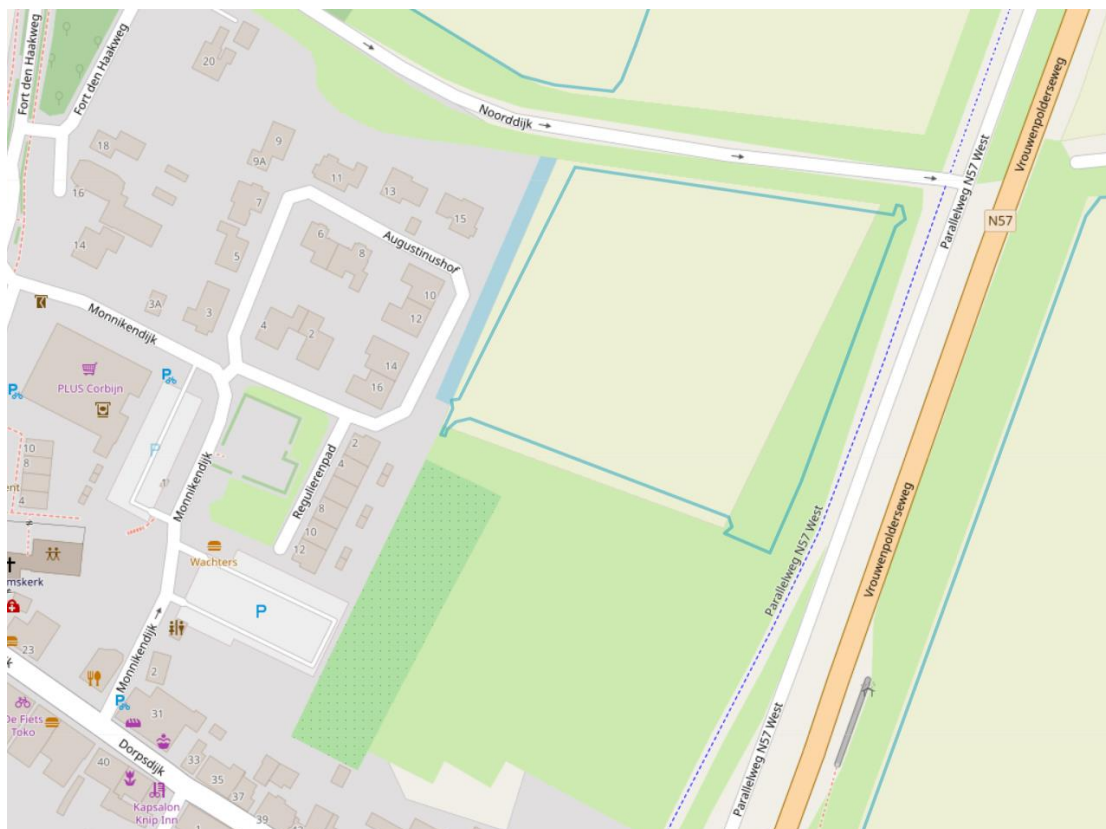 Fort den Haakweg
Fort den Haakweg
20
Noorddijk
Vrouwenpolderseweg
Parallelweg N57 West
N57
18
9
9A
16
11
13
7
15
14
5
6
8
Augustinushof
10
12
3A
3
4
2
Monnikendijk
14
16
PLUS Corbijn
P
P
P
10
8
4
Monnikendijk
Regulierenpad
2
4
8
10
12
Wachters
mskerk
P
Parallelweg N57 West
Vrouwenpolderseweg
23
Monnikendijk
2
P
De Fiets
Toko
31
Dorpsdijk
33
35
37
39
40
Kapsalon
Knip Inn
Parallelweg N57 West